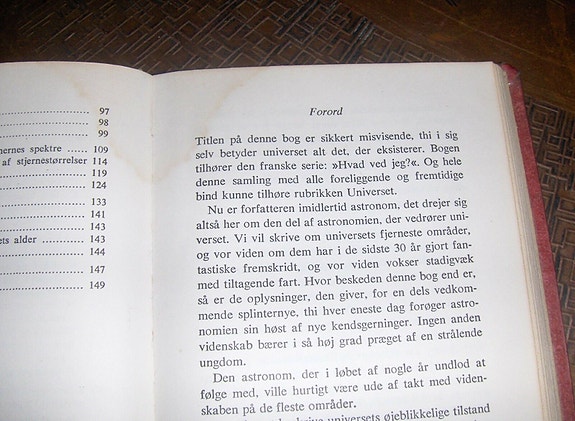 97
98
99
nernes spektre ...... 109
af stjernestørrelser 114
119
124
133
141
143
ets alder 143
144
147
149
Forord
Titlen på denne bog er sikkert misvisende, thi i sig
selv betyder universet alt det, der eksisterer. Bogen
tilhører den franske serie: »Hvad ved jeg?«. Og hele
denne samling med alle foreliggende og fremtidige
bind kunne tilhøre rubrikken Universet.
Nu er forfatteren imidlertid astronom, det drejer sig
altså her om den del af astronomien, der vedrører uni-
verset. Vi vil skrive om universets fjerneste områder,
og vor viden om dem har i de sidste 30 år gjort fan-
tastiske fremskridt, og vor viden vokser stadigvæk
med tiltagende fart. Hvor beskeden denne bog end er,
så er de oplysninger, den giver, for en dels vedkom-
mende splinternye, thi hver eneste dag forøger astro-
nomien sin høst af nye kendsgerninger. Ingen anden
videnskab bærer i så høj grad præget af en strålende
ungdom.
Den astronom, der i løbet af nogle år undlod at
følge med, ville hurtigt være ude af takt med viden-
skaben på de fleste områder.
skrive universets øjeblikkelige tilstand